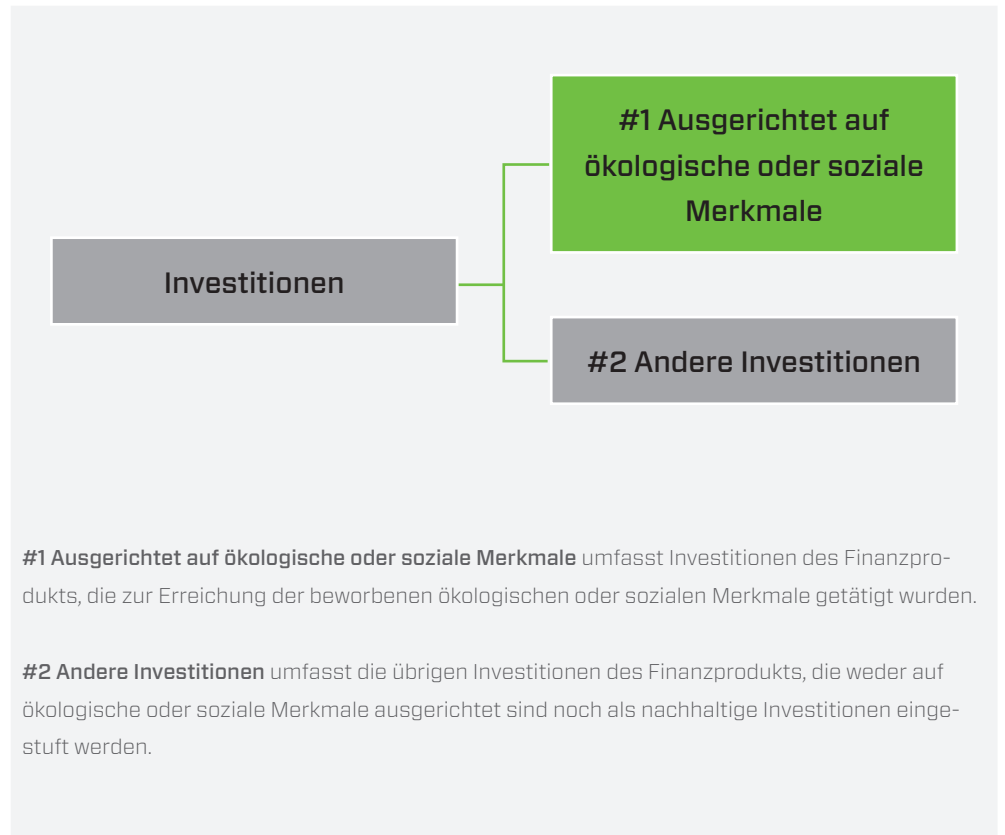 #1 Ausgerichtet auf
ökologische oder soziale
Merkmale
Investitionen
#2 Andere Investitionen
#1 Ausgerichtet auf ökologische oder soziale Merkmale umfasst Investitionen des Finanzpro-
dukts, die zur Erreichung der beworbenen ökologischen oder sozialen Merkmale getätigt wurden.
#2 Andere Investitionen umfasst die übrigen Investitionen des Finanzprodukts, die weder auf
ökologische oder soziale Merkmale ausgerichtet sind noch als nachhaltige Investitionen einge-
stuft werden.